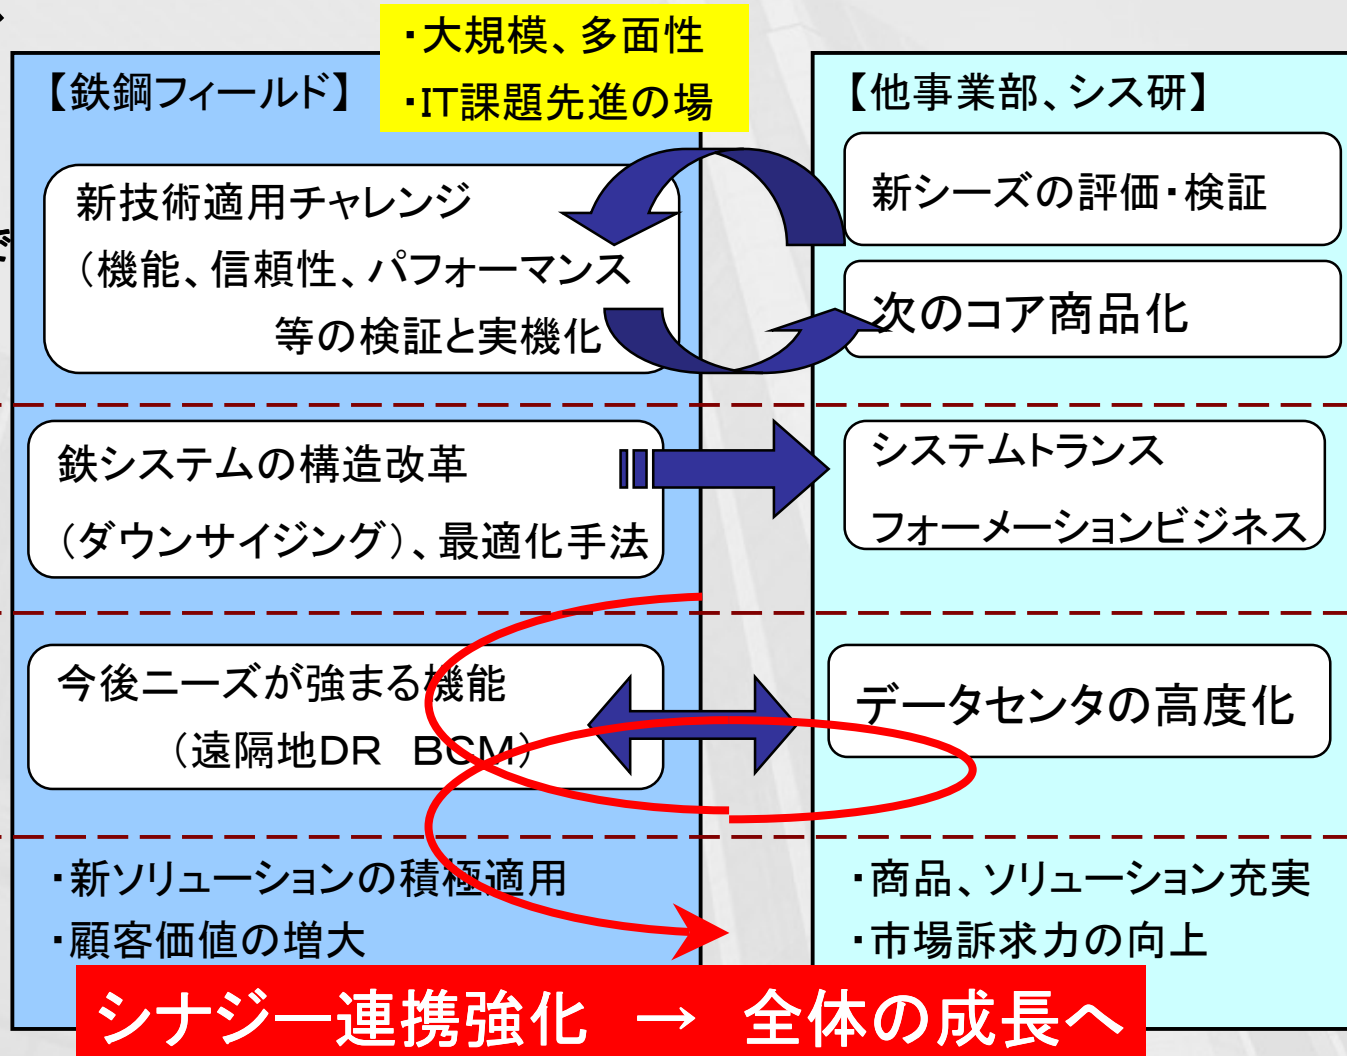 ・大規模、多面性
・IT課題先進の場
【鉄鋼フィールド】
新技術適用チャレンジ
（機能、信頼性、パフォーマンス
等の検証と実機化
鉄システムの構造改革
（ダウンサイジング）、最適化手法
今後ニーズが強まる機能
（遠隔地DR　BCM）
・新ソリューションの積極適用
・顧客価値の増大
【他事業部、シス研】
新シーズの評価・検証
次のコア商品化
システムトランス
フォーメーションビジネス
データセンタの高度化
・商品、ソリューション充実
・市場訴求力の向上
シナジー連携強化　→　全体の成長へ